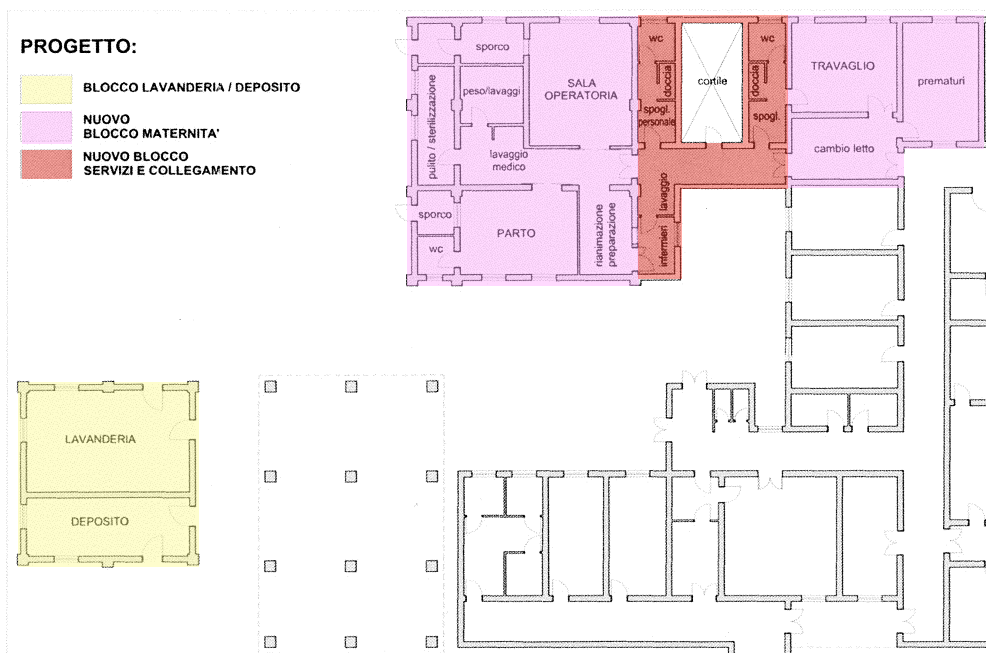 PROGETTO:
BLOCCO LAVANDERIA / DEPOSITO
NUOVO
BLOCCO MATERNITA'
NUOVO BLOCCO
SERVIZI E COLLEGAMENTO
sporco
pulito / sterilizzazione
peso/lavaggi
SALA
OPERATORIA
lavaggio
medico
sporco
wc
PARTO
rianimazione
preparazione
wc
doccia
spogl.
personale
cortile
wc
doccia
spogl.
lavaggio
infermieri
TRAVAGLIO
prematuri
cambio letto
LAVANDERIA
DEPOSITO